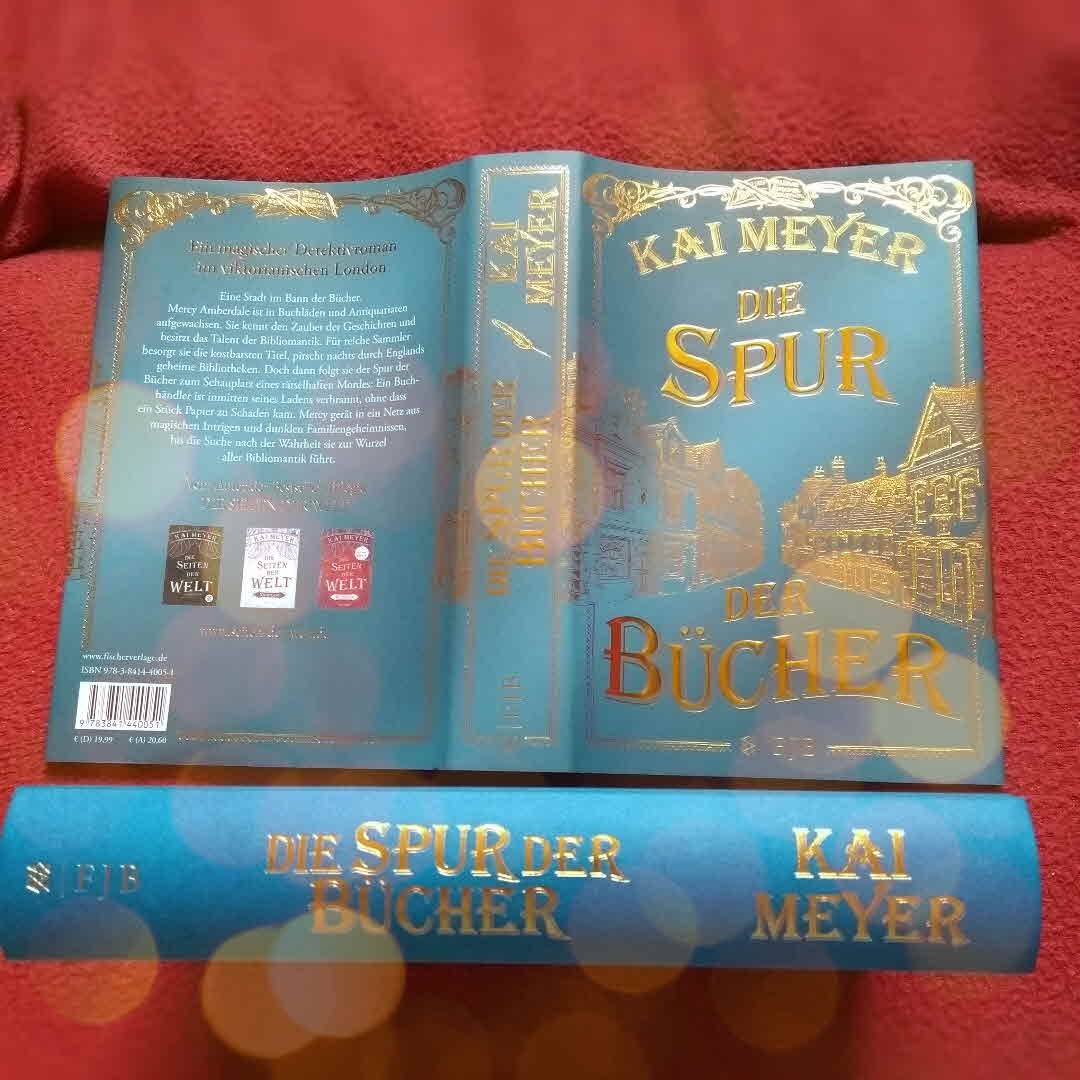 Ein magischer Detektivroman
im viktorianischen London
Eine Stadt im Bann der Bücher.
Mercy Amberdale ist in Buchläden und Antiquariaten
aufgewachsen. Sie kennt den Zauber der Geschichten und
besitzt das Talent der Bibliomantik. Für reiche Sammler
besorgt sie die kostbarsten Titel, pirscht nachts durch Englands
geheime Bibliotheken. Doch dann folgt sie der Spur der
Bücher zum Schauplatz eines rätselhaften Mordes: Ein Buch-
händler ist inmitten seines Ladens verbrannt, ohne dass
ein Stück Papier zu Schaden kam. Mercy gerät in ein Netz aus
magischen Intrigen und dunklen Familiengeheimnissen,
bis die Suche nach der Wahrheit sie zur Wurzel
aller Bibliomantik führt.
KAI MEYER
DIE
SEITEN
DER
WELT
KAI MEYER
DIE
SEITEN
DER
WELT
KAI MEYER
DIE
SEITEN
DER
WELT
www.fischerverlage.de
ISBN 978-3-8414-4005-1
9 783841 440051
€ (D) 19,99 € (A) 20,60
KAI
MEYER
DIE SPUR DER
BÜCHER
FJB
KAI MEYER
DIE
SPUR
DER
BÜCHER
FJB
FJB
DIE SPUR DER
BÜCHER
KAI
MEYER